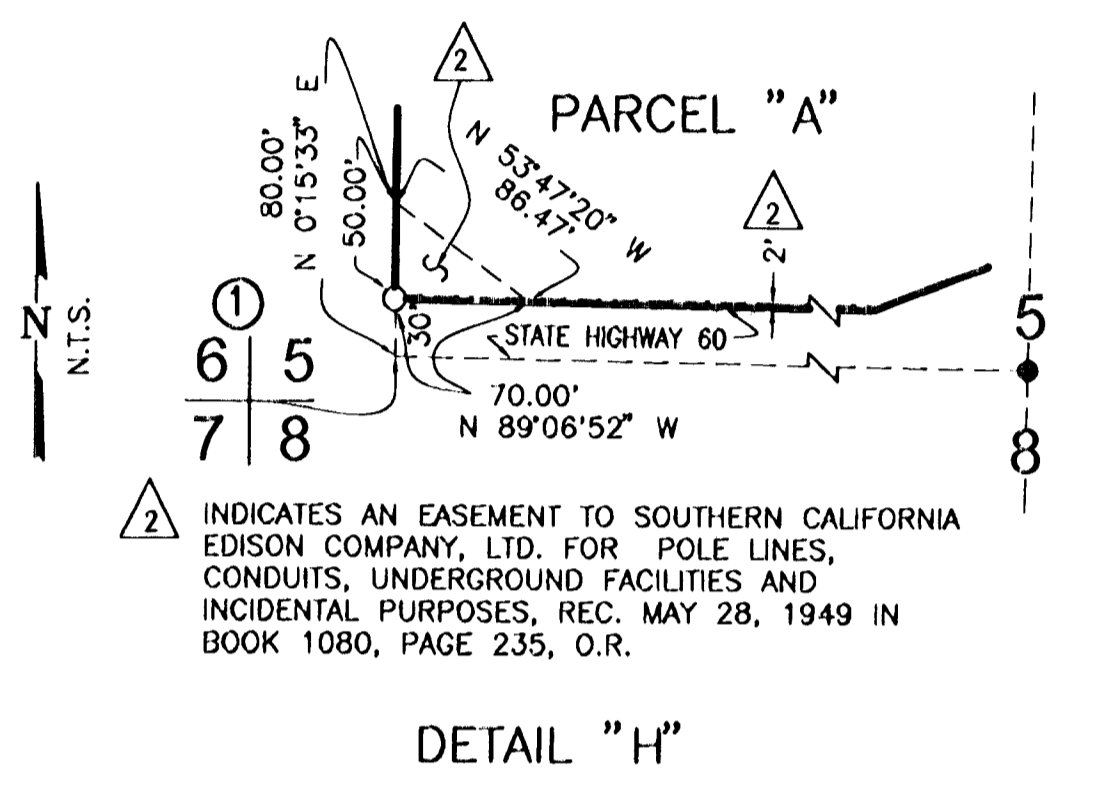 2
PARCEL "A"
80.00'
N 0°15'33" E
50.00'
N 53°47'20" W
86.47'
2
2'
N
N.T.S.
1
6 5
7 8
30'
STATE HIGHWAY 60
5
8
70.00'
N 89°06'52" W
2
INDICATES AN EASEMENT TO SOUTHERN CALIFORNIA
EDISON COMPANY, LTD. FOR POLE LINES,
CONDUITS, UNDERGROUND FACILITIES AND
INCIDENTAL PURPOSES, REC. MAY 28, 1949 IN
BOOK 1080, PAGE 235, O.R.
DETAIL "H"